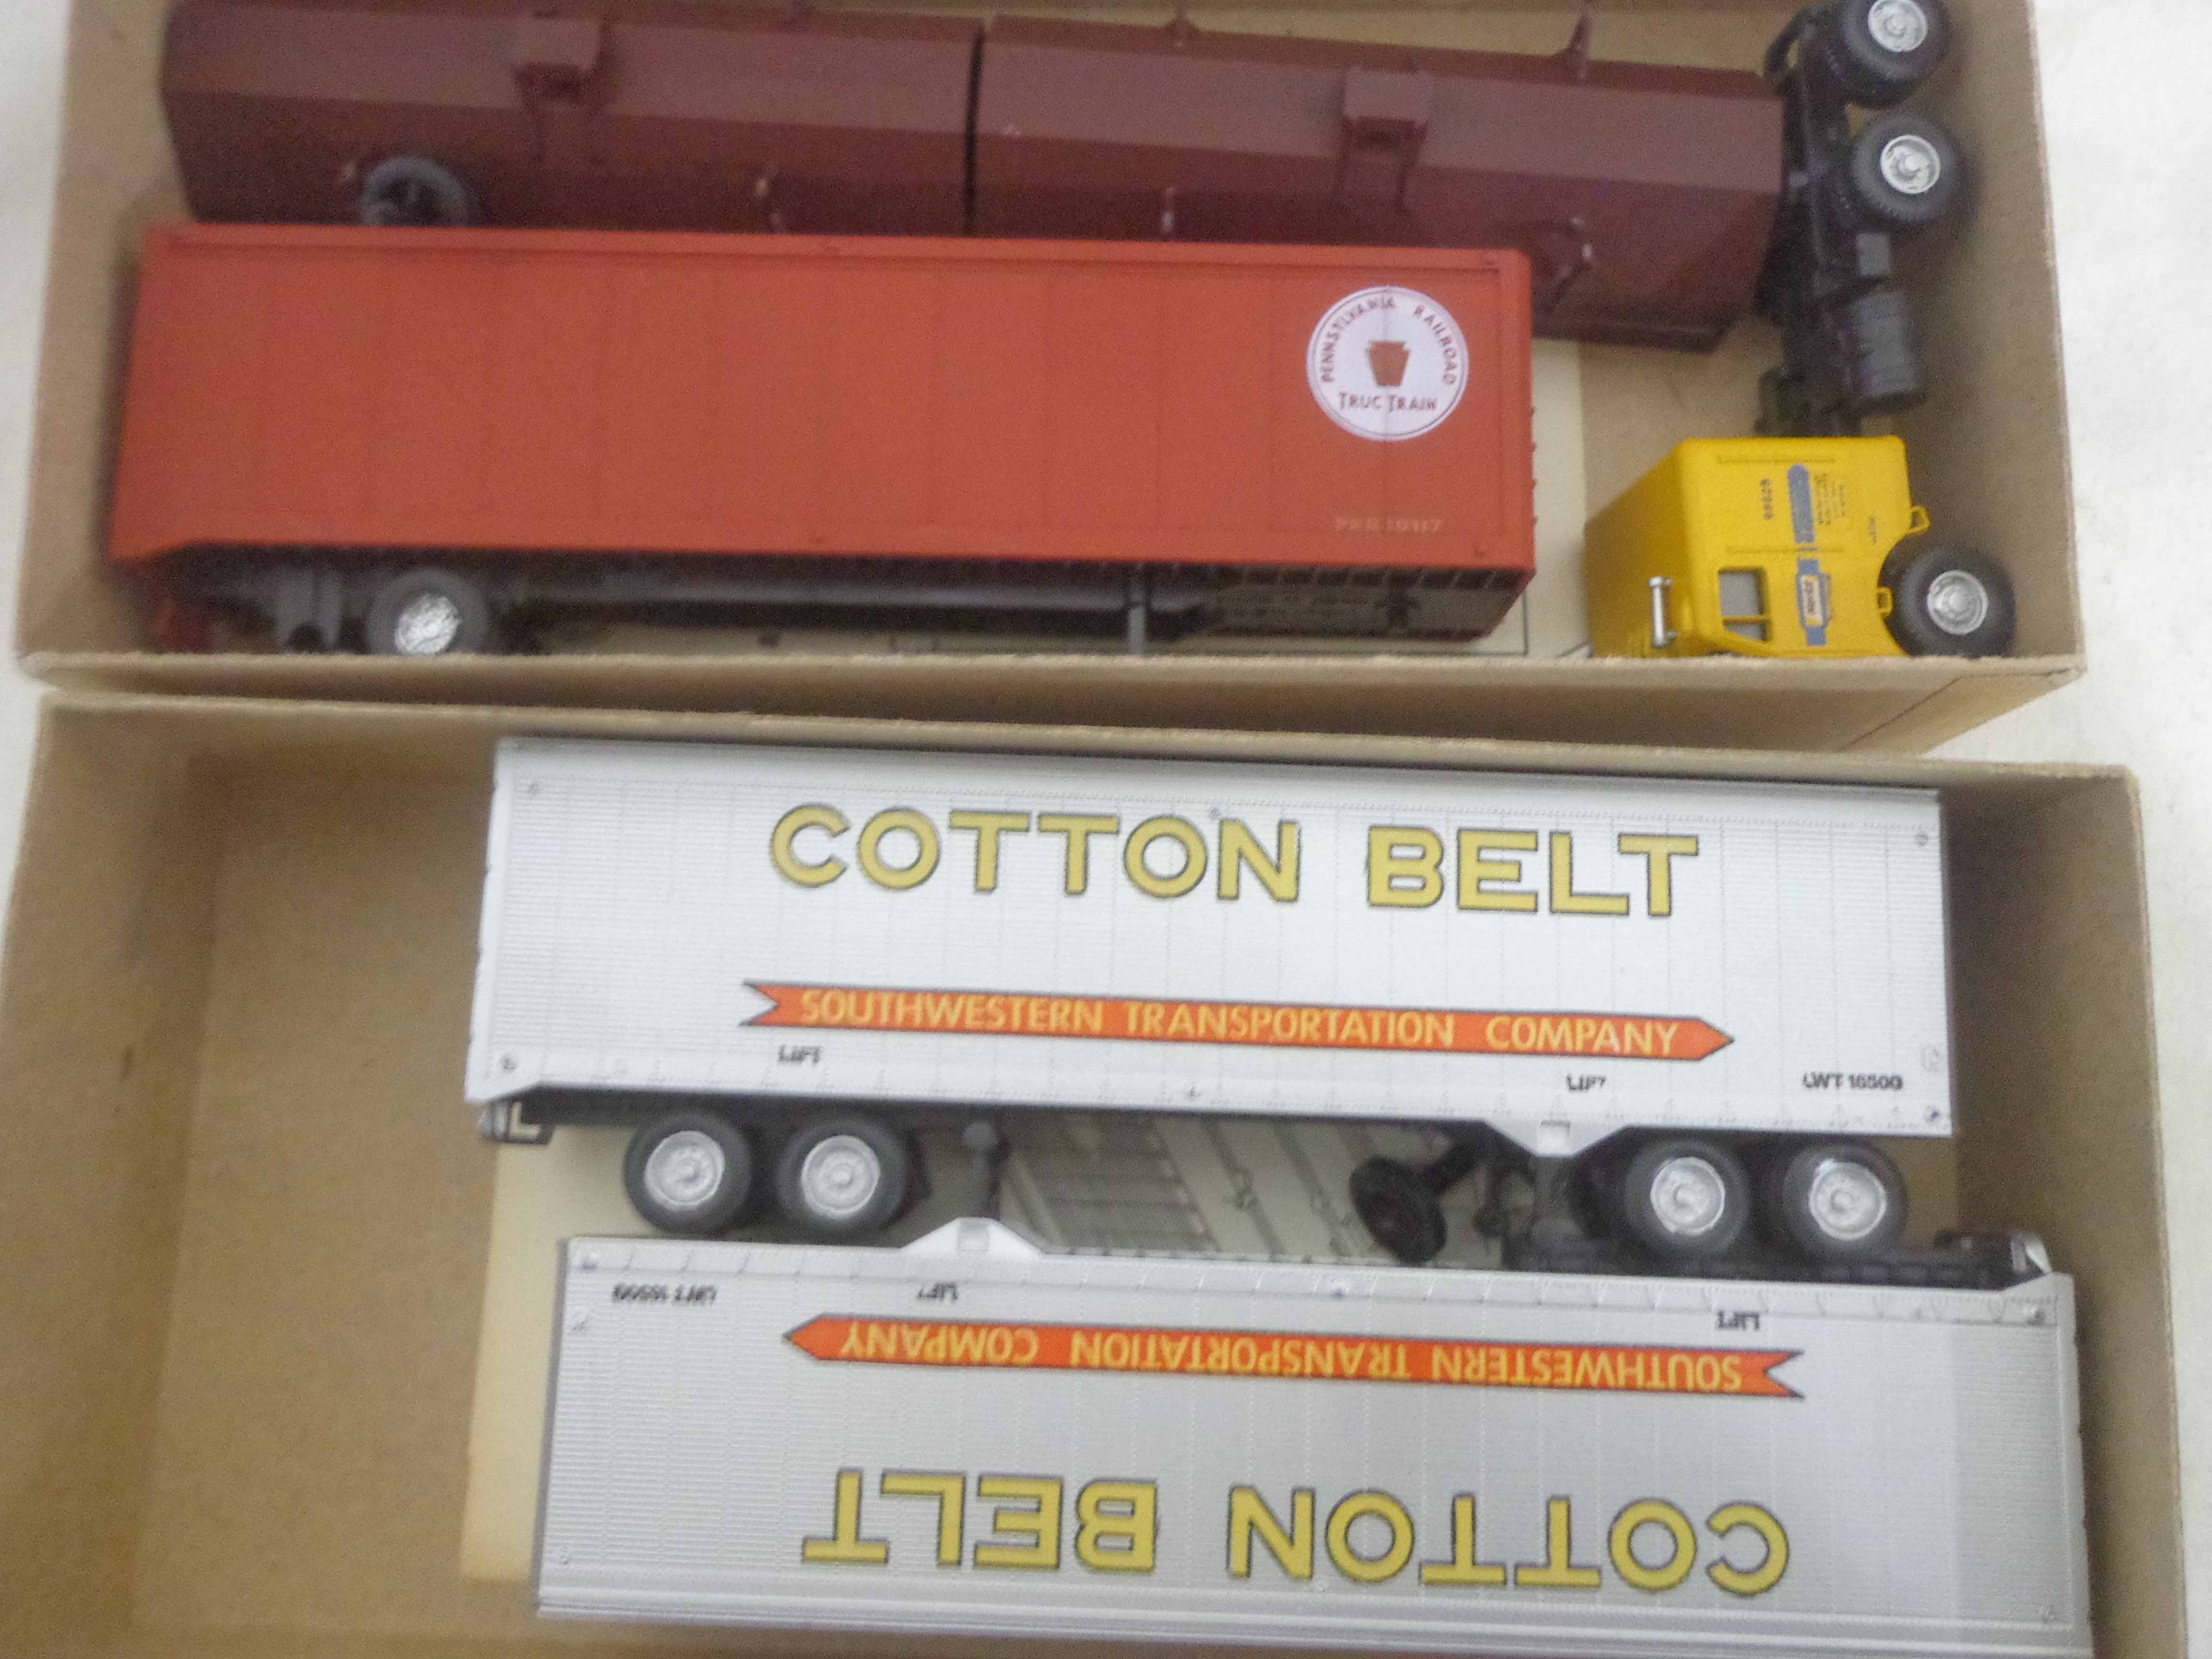 PENNSYLVANIA RAILROAD
TRUC TRAIN
COTTON BELT
SOUTHWESTERN TRANSPORTATION COMPANY
LIFT
LIFT
LWT 16500
LWT 16500
LIFT
LIFT
SOUTHWESTERN TRANSPORTATION COMPANY
COTTON BELT